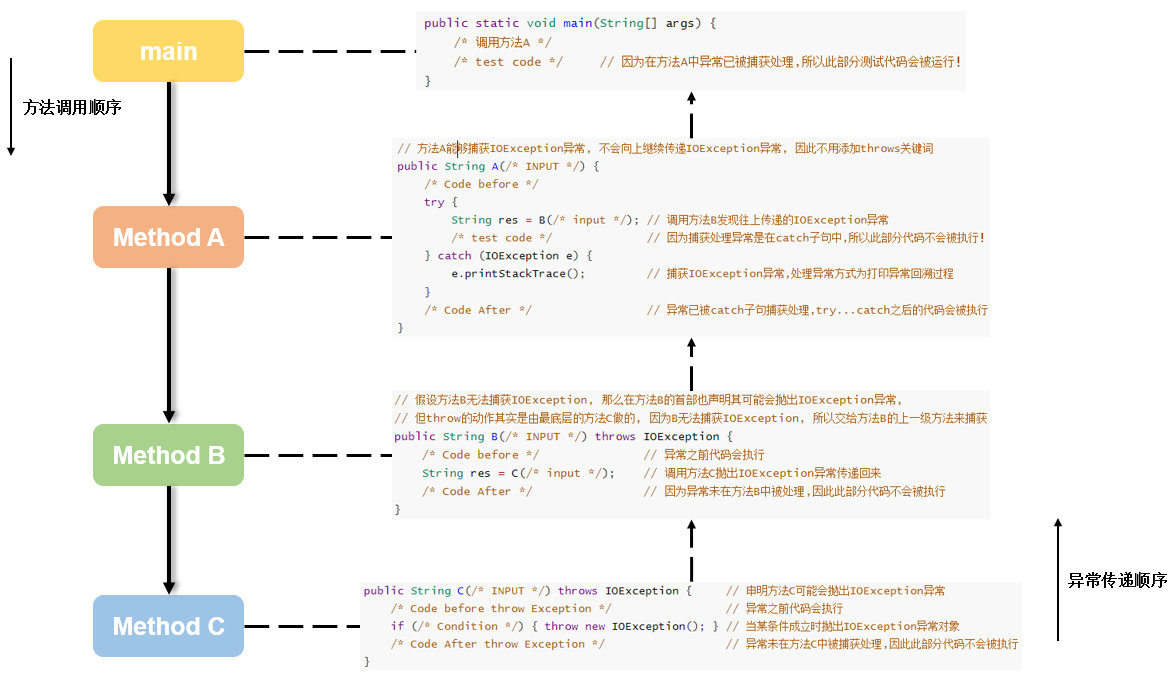 main
public static void main(String[] args) {
/* 调用方法A */
/* test code */ // 因为在方法A中异常已被捕获处理,所以此部分测试代码会被运行!
}
方法调用顺序
// 方法A能够捕获IOException异常, 不会向上继续传递IOException异常, 因此不用添加throws关键词
public String A(/* INPUT */) {
/* Code before */
try {
String res = B(/* input */); // 调用方法B发现往上传递的IOException异常
/* test code */ // 因为捕获处理异常是在catch子句中,所以此部分代码不会被执行!
} catch (IOException e) {
e.printStackTrace(); // 捕获IOException异常,处理异常方式为打印异常回溯过程
}
/* Code After */ // 异常已被catch子句捕获处理,try...catch之后的代码会被执行
}
Method A
// 假设方法B无法捕获IOException, 那么在方法B的首部也声明其可能会抛出IOException异常,
// 但throw的动作其实是由最底层的方法C做的, 因为B无法捕获IOException, 所以交给方法B的上一级方法来捕获
public String B(/* INPUT */) throws IOException {
/* Code before */ // 异常之前代码会执行
String res = C(/* input */); // 调用方法C抛出IOException异常传递回来
/* Code After */ // 因为异常未在方法B中被处理,因此此部分代码不会被执行
}
Method B
异常传递顺序
public String C(/* INPUT */) throws IOException { // 申明方法C可能会抛出IOException异常
/* Code before throw Exception */ // 异常之前代码会执行
if (/* Condition */) { throw new IOException(); } // 当某条件成立时抛出IOException异常对象
/* Code After throw Exception */ // 异常未在方法C中被捕获处理,因此此部分代码不会被执行
}
Method C